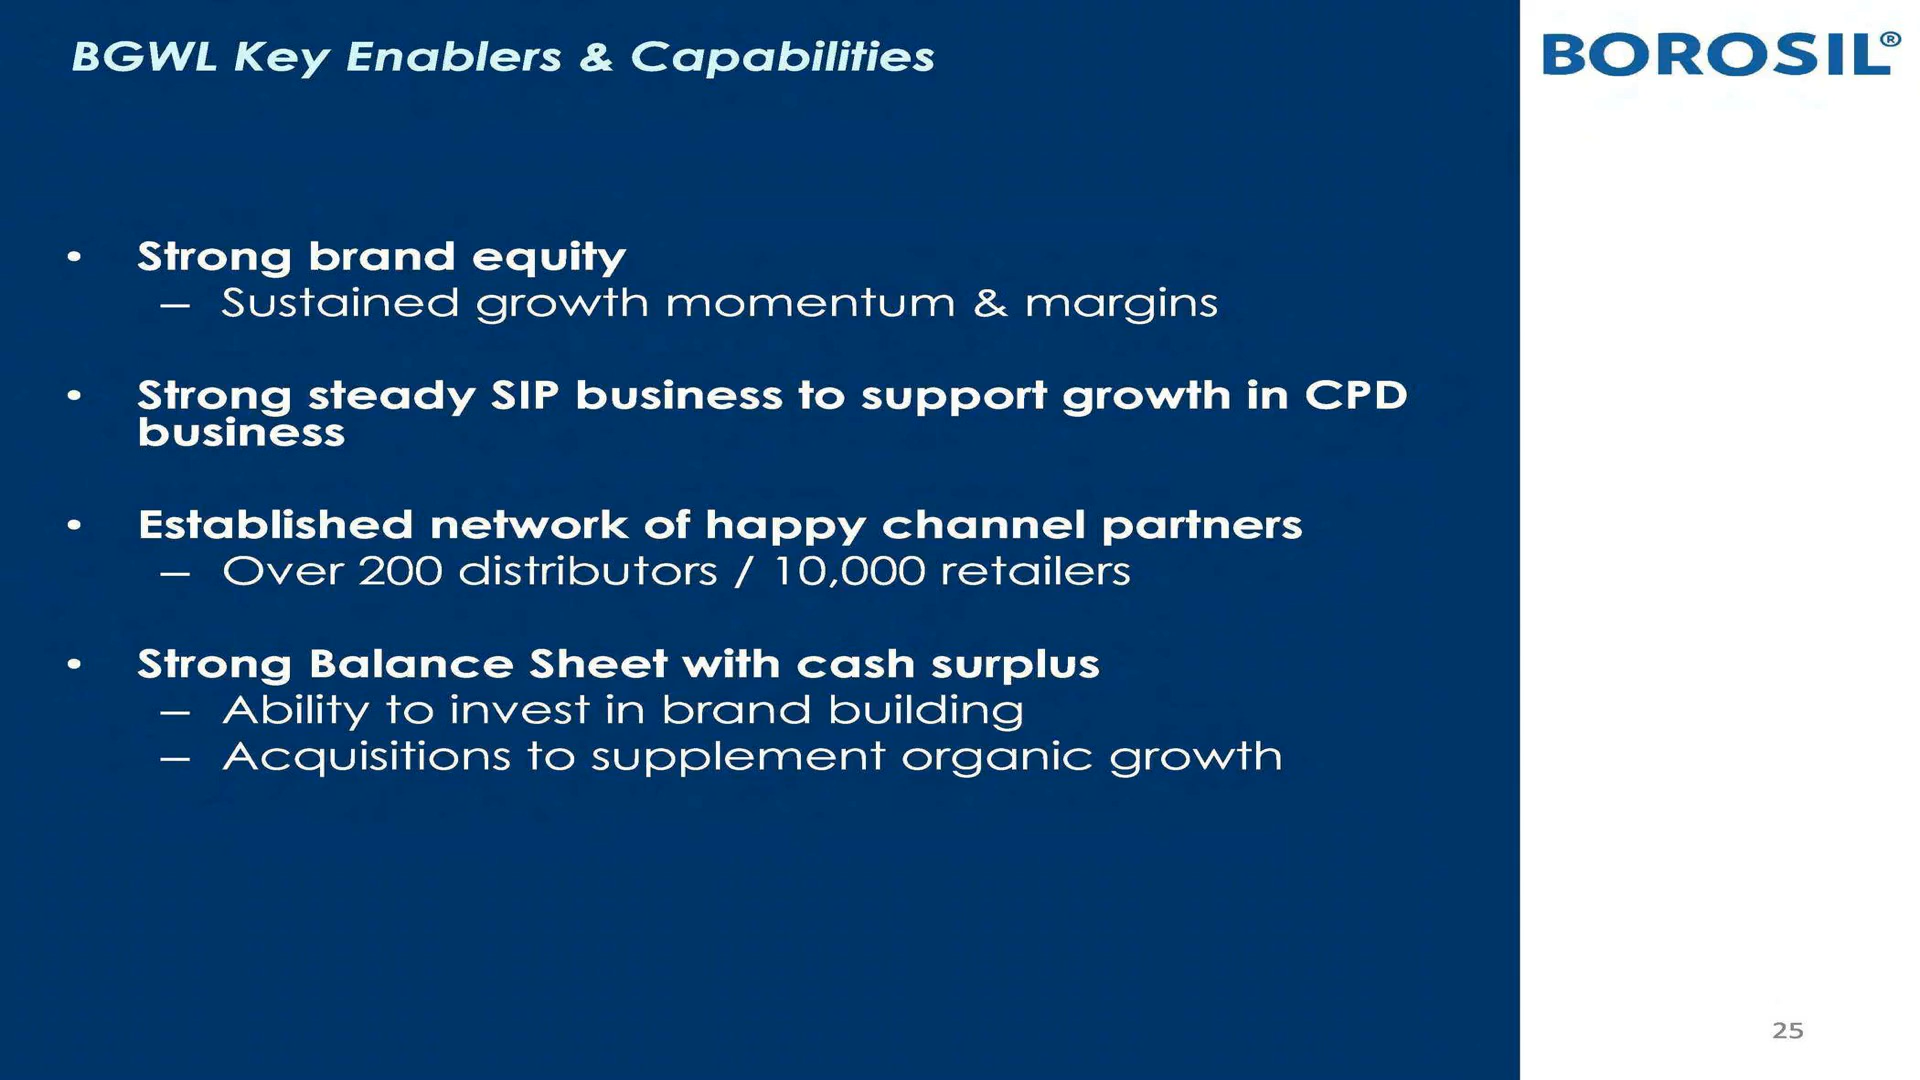 BGWL Key Enablers & Capabilities
BOROSIL®
• Strong brand equity
– Sustained growth momentum & margins
• Strong steady SIP business to support growth in CPD
business
• Established network of happy channel partners
– Over 200 distributors / 10,000 retailers
• Strong Balance Sheet with cash surplus
– Ability to invest in brand building
– Acquisitions to supplement organic growth
25